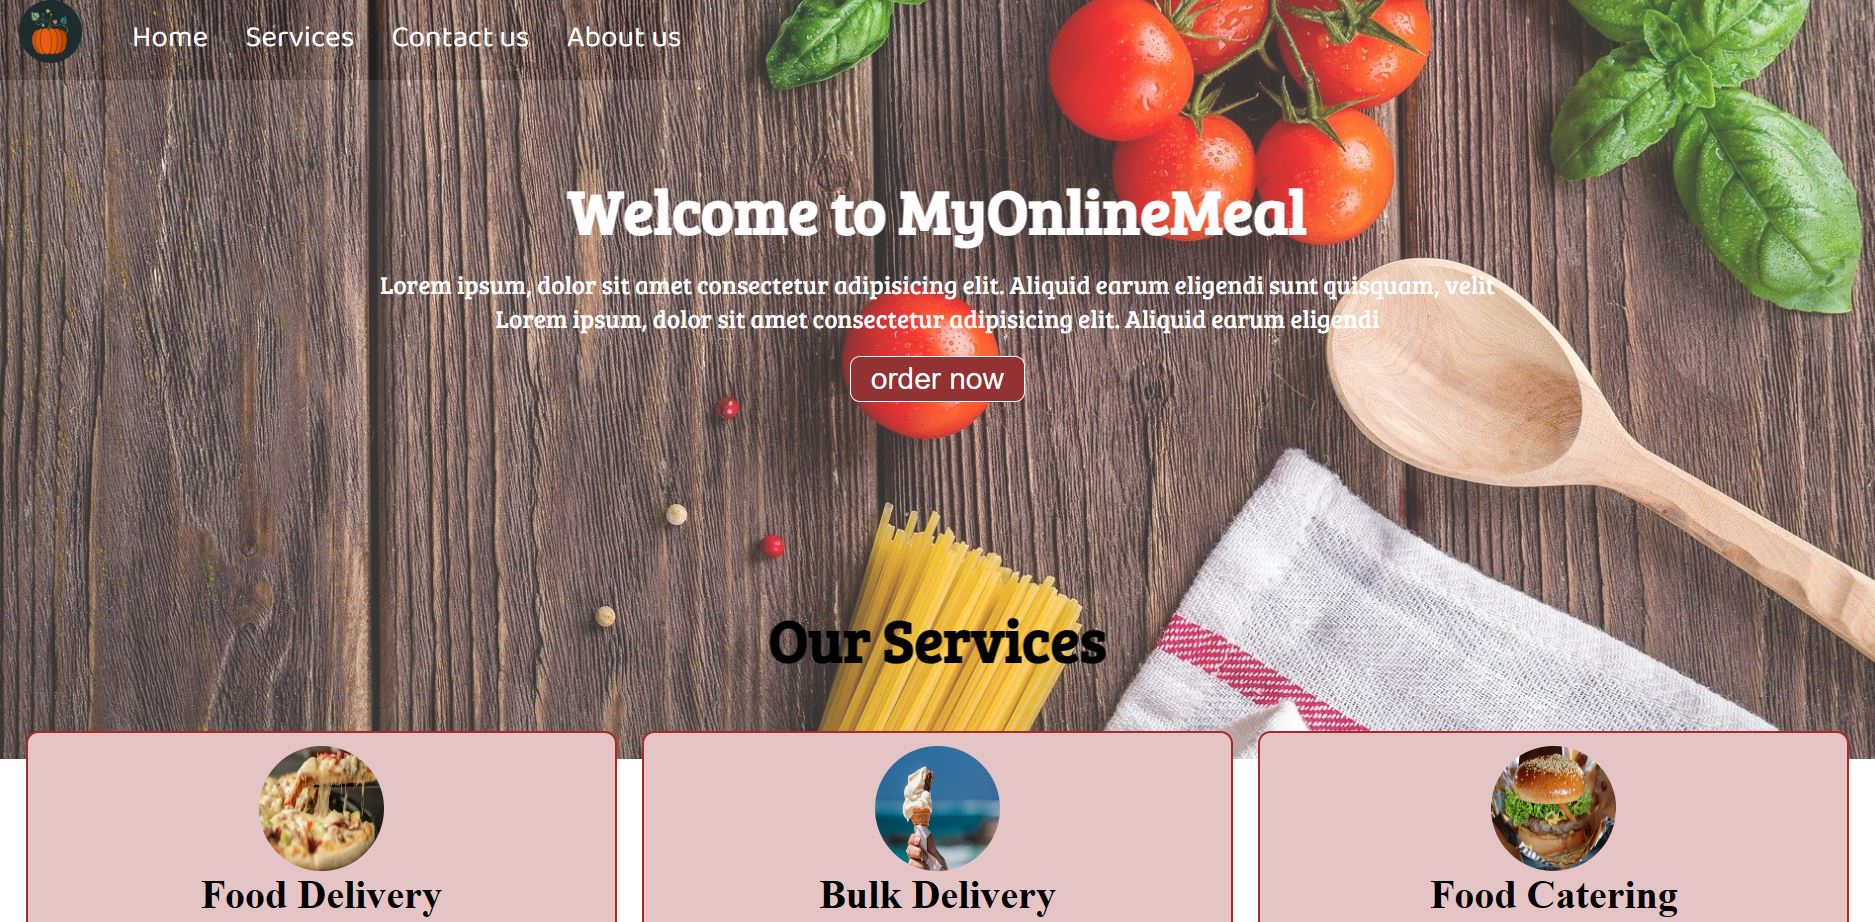 Home Services Contact us About us
Welcome to MyOnlineMeal
Lorem ipsum, dolor sit amet consectetur adipisicing elit. Aliquid earum eligendi sunt quisquam, velit
Lorem ipsum, dolor sit amet consectetur adipisicing elit. Aliquid earum eligendi
order now
Our Services
Food Delivery
Bulk Delivery
Food Catering